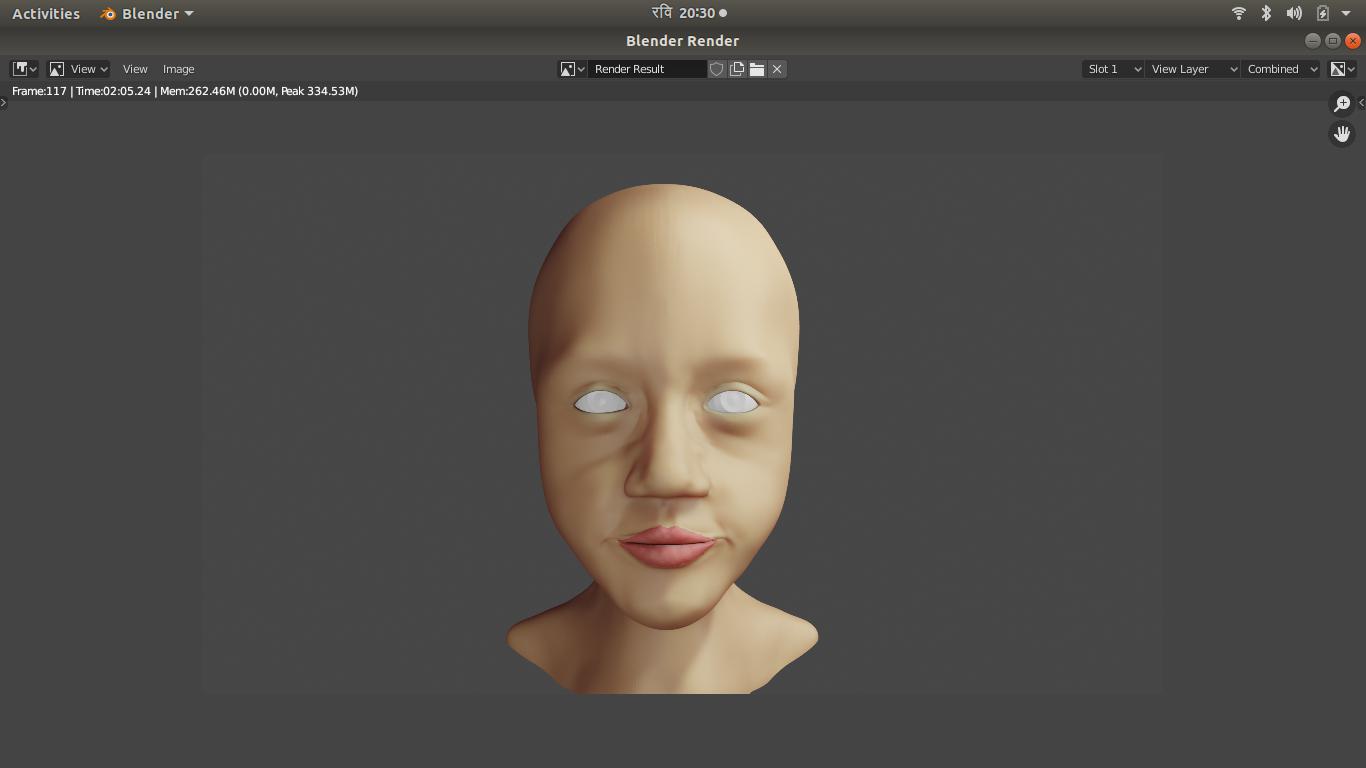 Activities Blender रवि 20:30
Blender Render
View View Image Render Result Slot 1 View Layer Combined
Frame:117 | Time:02:05.24 | Mem:262.46M (0.00M, Peak 334.53M)